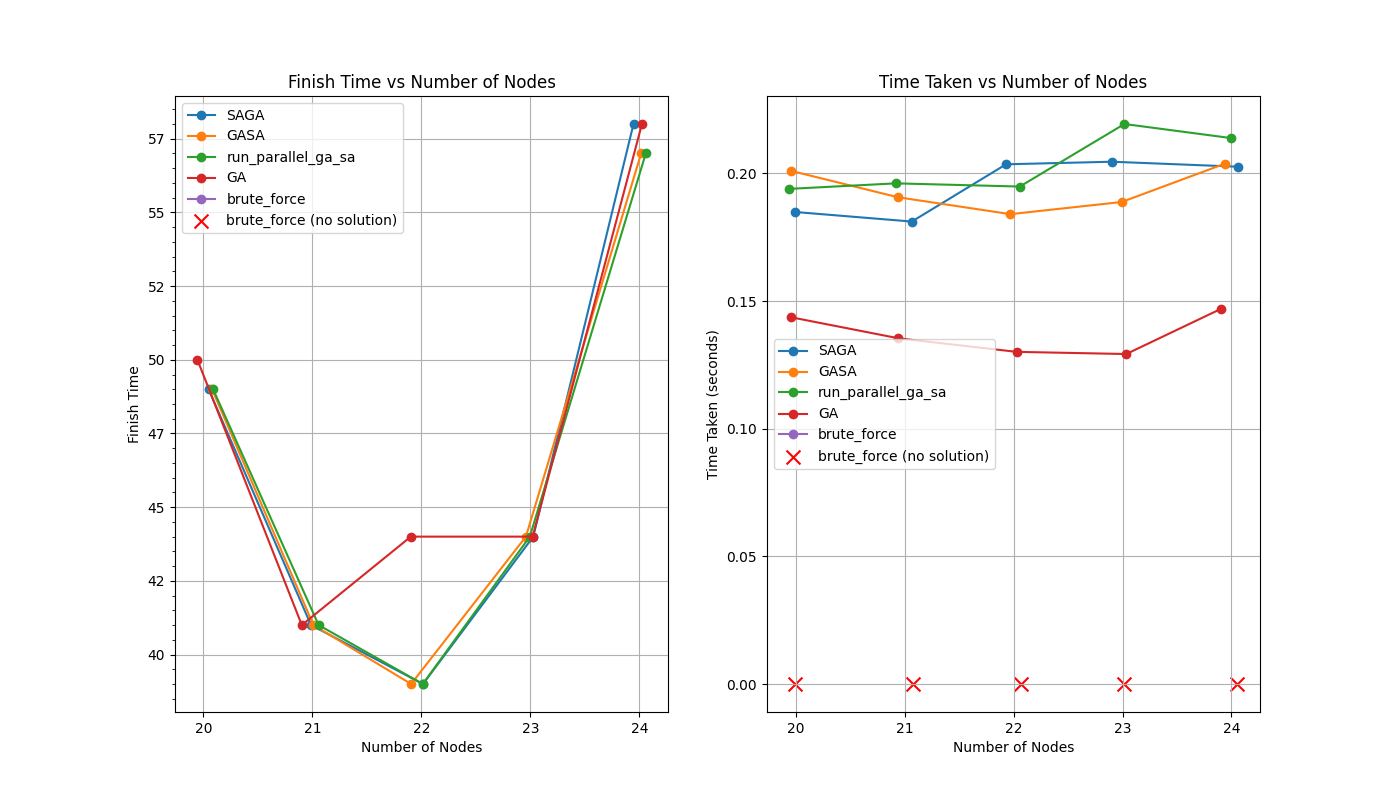 Finish Time vs Number of Nodes
SAGA
GASA
run_parallel_ga_sa
GA
brute_force
brute_force (no solution)
57
55
52
50
47
45
42
40
Finish Time
20 21 22 23 24
Number of Nodes
Time Taken vs Number of Nodes
0.20
0.15
0.10
0.05
0.00
Time Taken (seconds)
SAGA
GASA
run_parallel_ga_sa
GA
brute_force
brute_force (no solution)
20 21 22 23 24
Number of Nodes